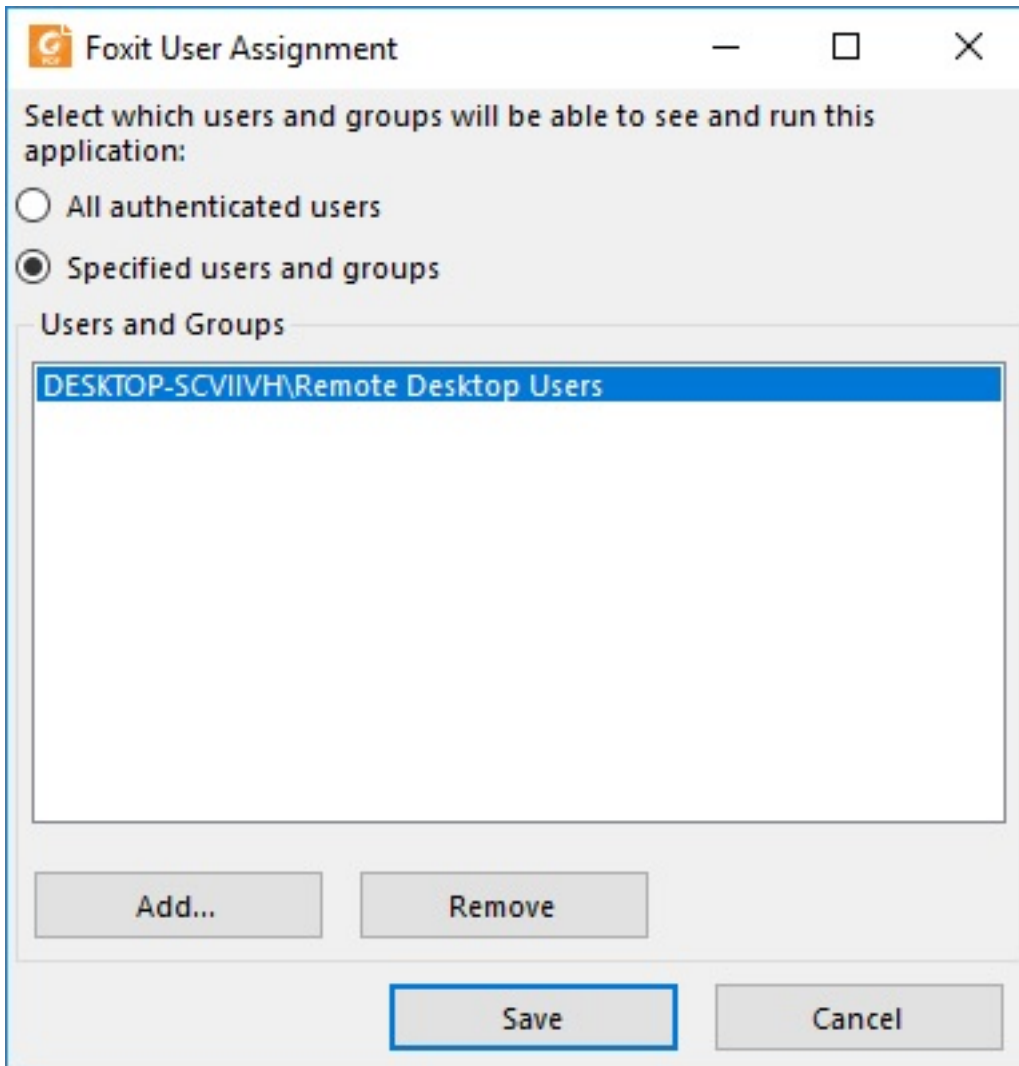 Foxit User Assignment
Select which users and groups will be able to see and run this
application:
All authenticated users
Specified users and groups
Users and Groups
DESKTOP-SCVIIVH\Remote Desktop Users
Add...
Remove
Save
Cancel